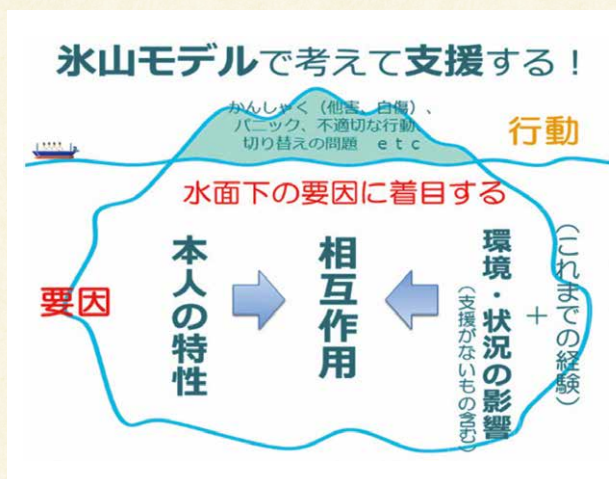 氷山モデルで考えて支援する!
かんしゃく(他害、自傷)、
パニック、不適切な行動、
切り替えの問題 etc
行動
水面下の要因に着目する
要因
本人の特性
相互作用
環境・状況の影響
(支援がないもの含む)
+
(これまでの経験)